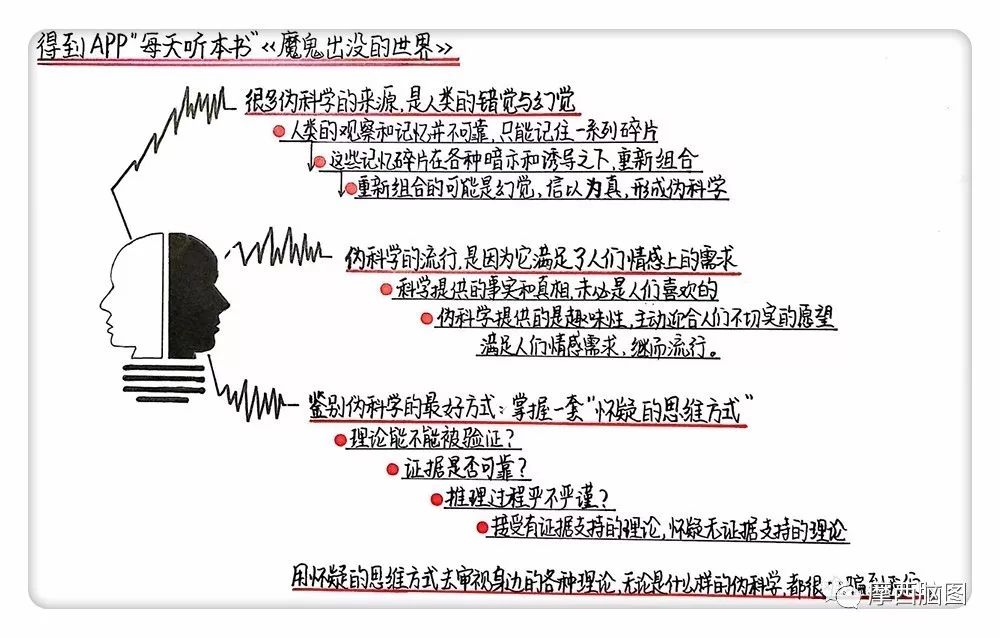 得到APP“每天听本书”《魔鬼出没的世界》
很多伪科学的来源,是人类的错觉与幻觉
人类的观察和记忆并不可靠,只能记住一系列碎片
这些记忆碎片在各种暗示和诱导之下,重新组合
重新组合的可能是幻觉,信以为真,形成伪科学
伪科学的流行,是因为它满足了人们情感上的需求
科学提供的事实和真相,未必是人们喜欢的
伪科学提供的是趣味性,主动迎合人们不切实的愿望
满足人们情感需求,继而流行。
鉴别伪科学的最好方式:掌握一套“怀疑的思维方式”
理论能不能被验证?
证据是否可靠?
推理过程严不严谨?
接受有证据支持的理论,怀疑无证据支持的理论
用怀疑的思维方式去审视身边的各种理论,无论是什么样的伪科学,都很
摩西脑图